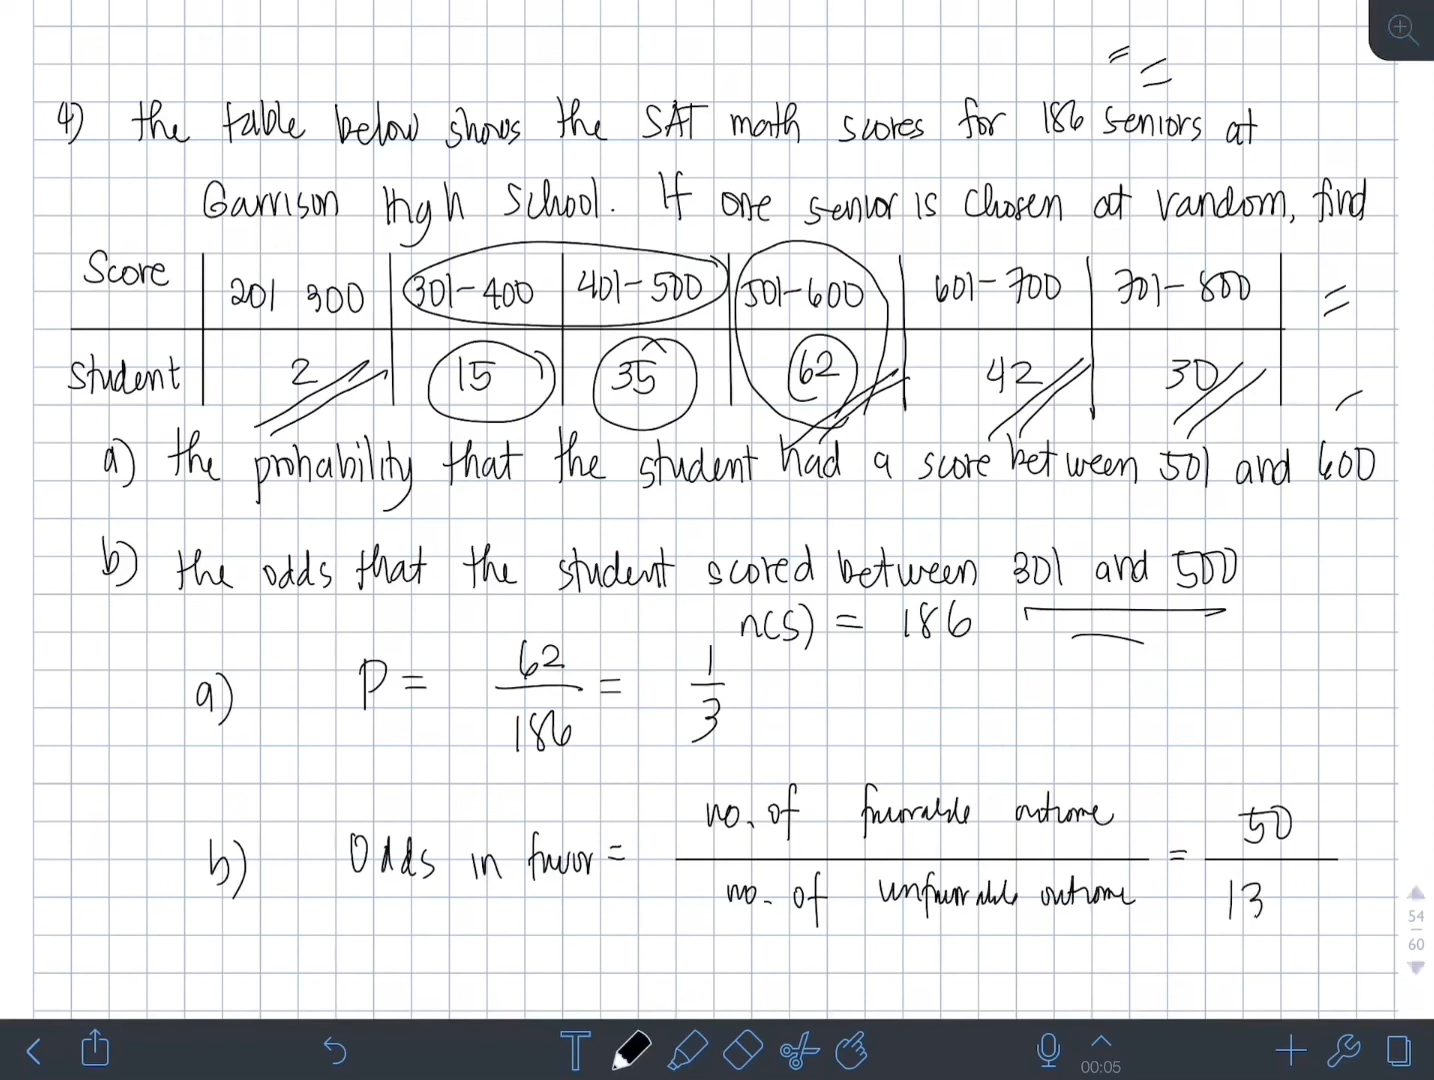 4) the table below shows the SAT math scores for 186 seniors at
Garrison High School. If one senior is chosen at random, find
Score 201 300 301-400 401-500 501-600 601-700 701-800
Student 2 15 35 62 42 30
a) the probability that the student had a score between 501 and 600
b) the odds that the student scored between 301 and 500
n(S) = 186
a) P = 62/186 = 1/3
b) Odds in favor = no. of favorable outcome / no. of unfavorable outcome = 50/13
54
60
00:05